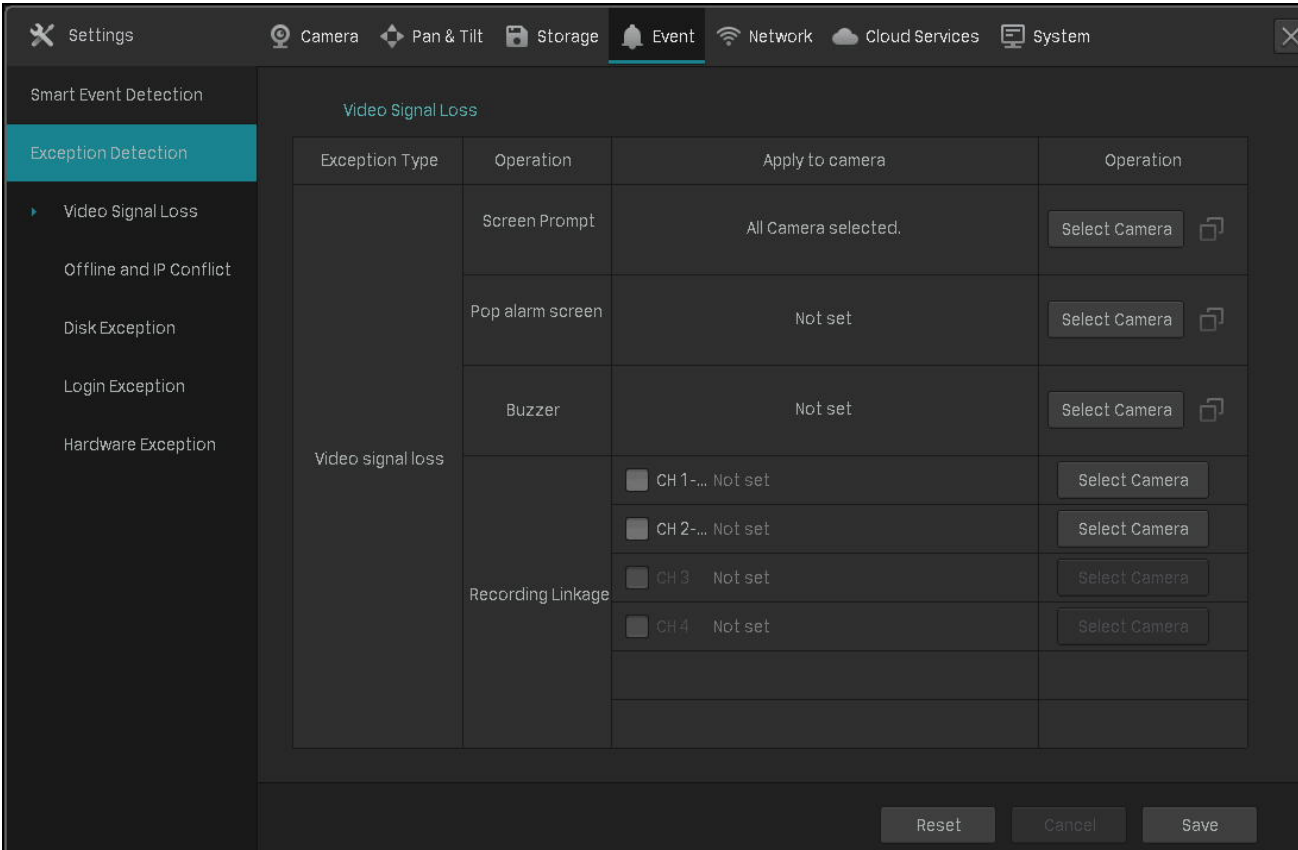 Settings
Camera Pan & Tilt Storage Event Network Cloud Services System
Smart Event Detection
Exception Detection
Video Signal Loss
Offline and IP Conflict
Disk Exception
Login Exception
Hardware Exception
Video Signal Loss
Exception Type Operation Apply to camera Operation
Video signal loss
Screen Prompt All Camera selected. Select Camera
Pop alarm screen Not set Select Camera
Buzzer Not set Select Camera
Recording Linkage
CH 1-... Not set Select Camera
CH 2-... Not set Select Camera
CH 3 Not set Select Camera
CH 4 Not set Select Camera
Reset Cancel Save